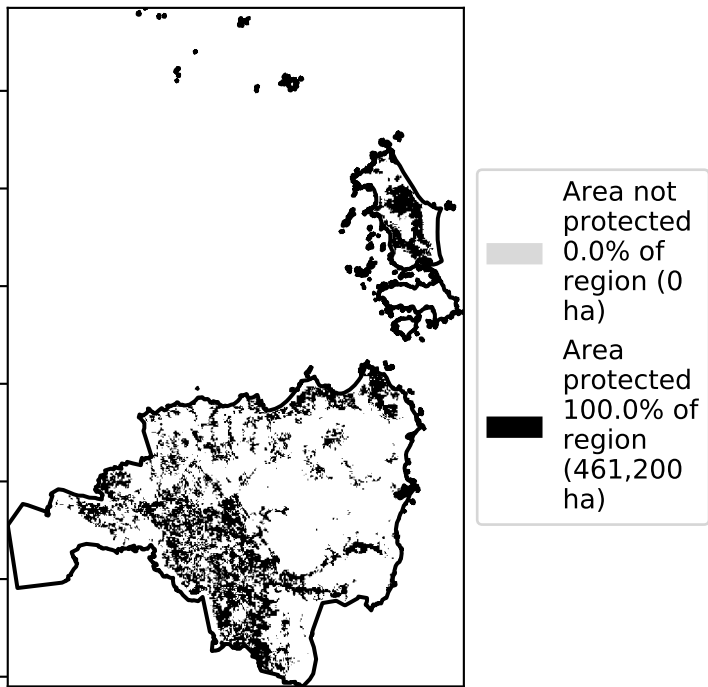 Area not
protected
0.0% of
region (0
ha)
Area
protected
100.0% of
region
(461,200
ha)